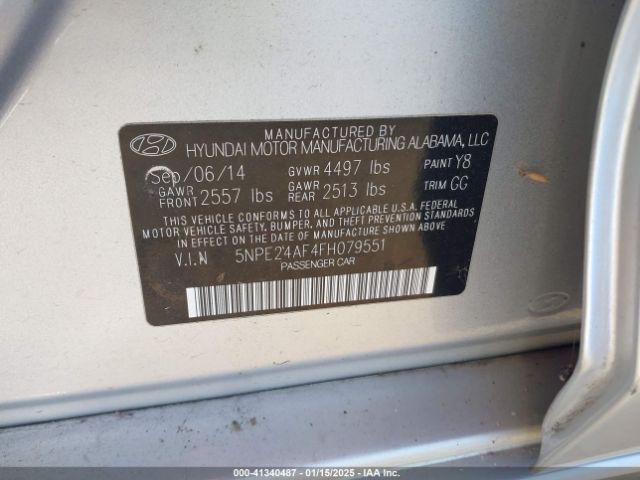 MANUFACTURED BY
HYUNDAI MOTOR MANUFACTURING ALABAMA, LLC
Sep/06/14 GVWR 4497 lbs PAINT Y8
GAWR FRONT 2557 lbs GAWR REAR 2513 lbs TRIM GG
THIS VEHICLE CONFORMS TO ALL APPLICABLE U.S.A. FEDERAL
MOTOR VEHICLE SAFETY, BUMPER, AND THEFT PREVENTION STANDARDS
IN EFFECT ON THE DATE OF MANUFACTURE SHOWN ABOVE.
V.I.N 5NPE24AF4FH079551
PASSENGER CAR
000-41340487 - 01/15/2025 - IAA Inc.